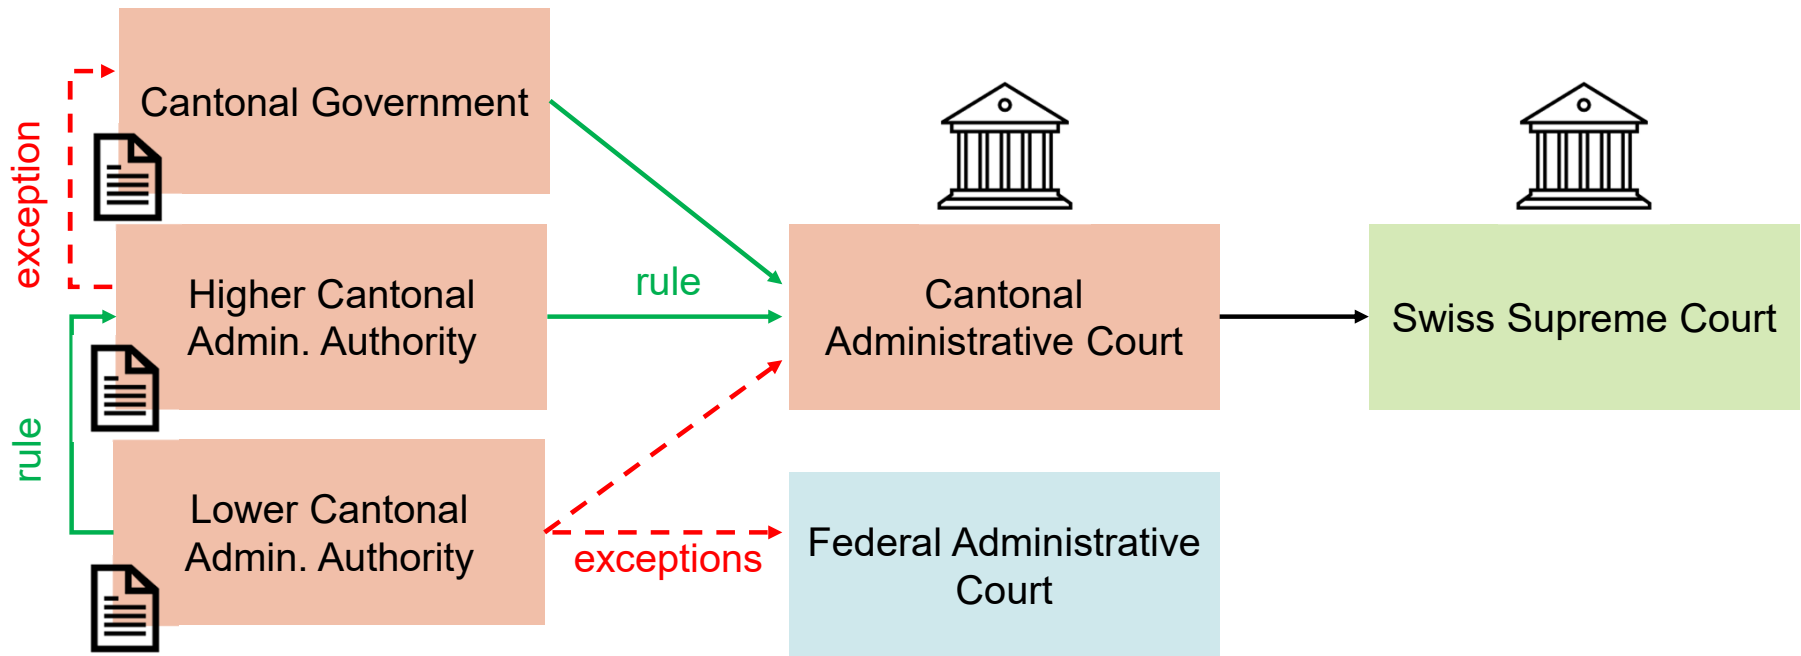 Cantonal Government
exception
Higher Cantonal
Admin. Authority
rule
Cantonal
Administrative Court
Swiss Supreme Court
rule
Lower Cantonal
Admin. Authority
exceptions
Federal Administrative
Court